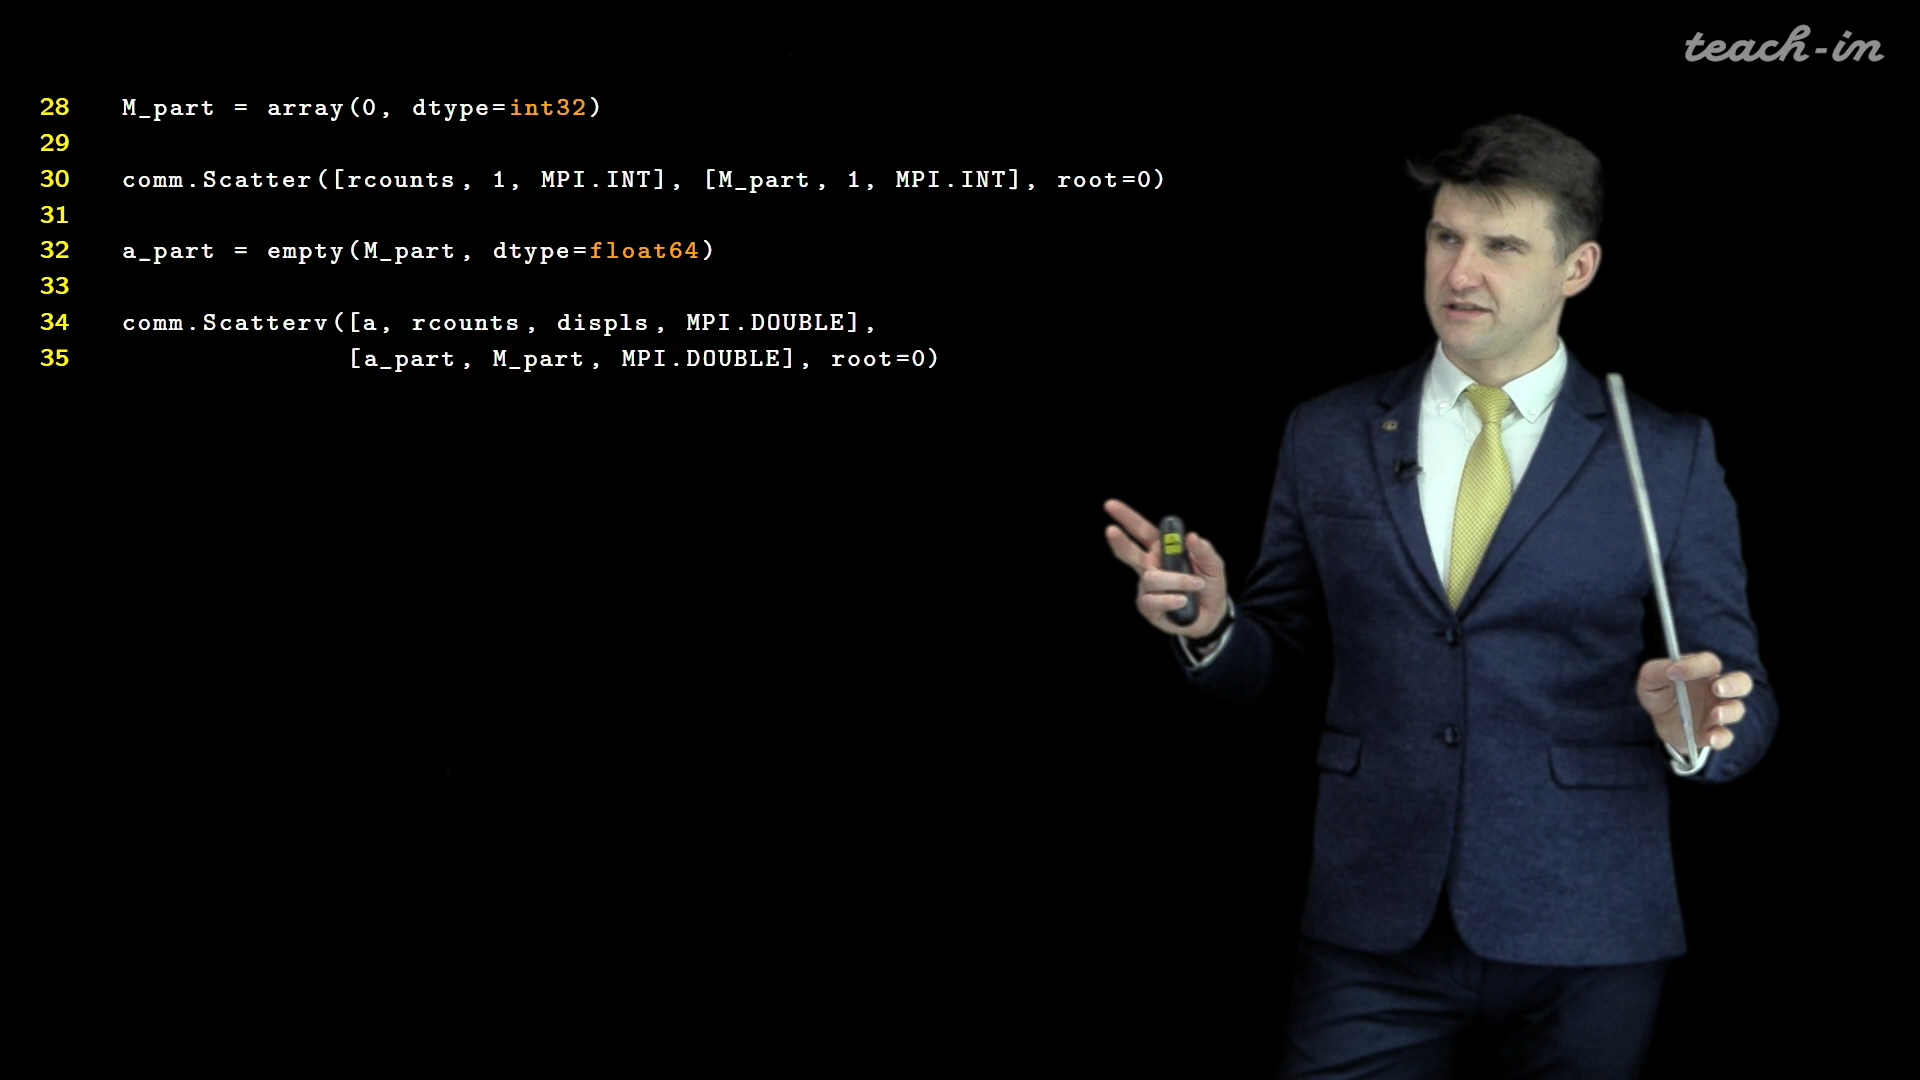 teach-in
28 M_part = array(0, dtype=int32)
29
30 comm.Scatter([rcounts, 1, MPI.INT], [M_part, 1, MPI.INT], root=0)
31
32 a_part = empty(M_part, dtype=float64)
33
34 comm.Scatterv([a, rcounts, displs, MPI.DOUBLE],
35 [a_part, M_part, MPI.DOUBLE], root=0)